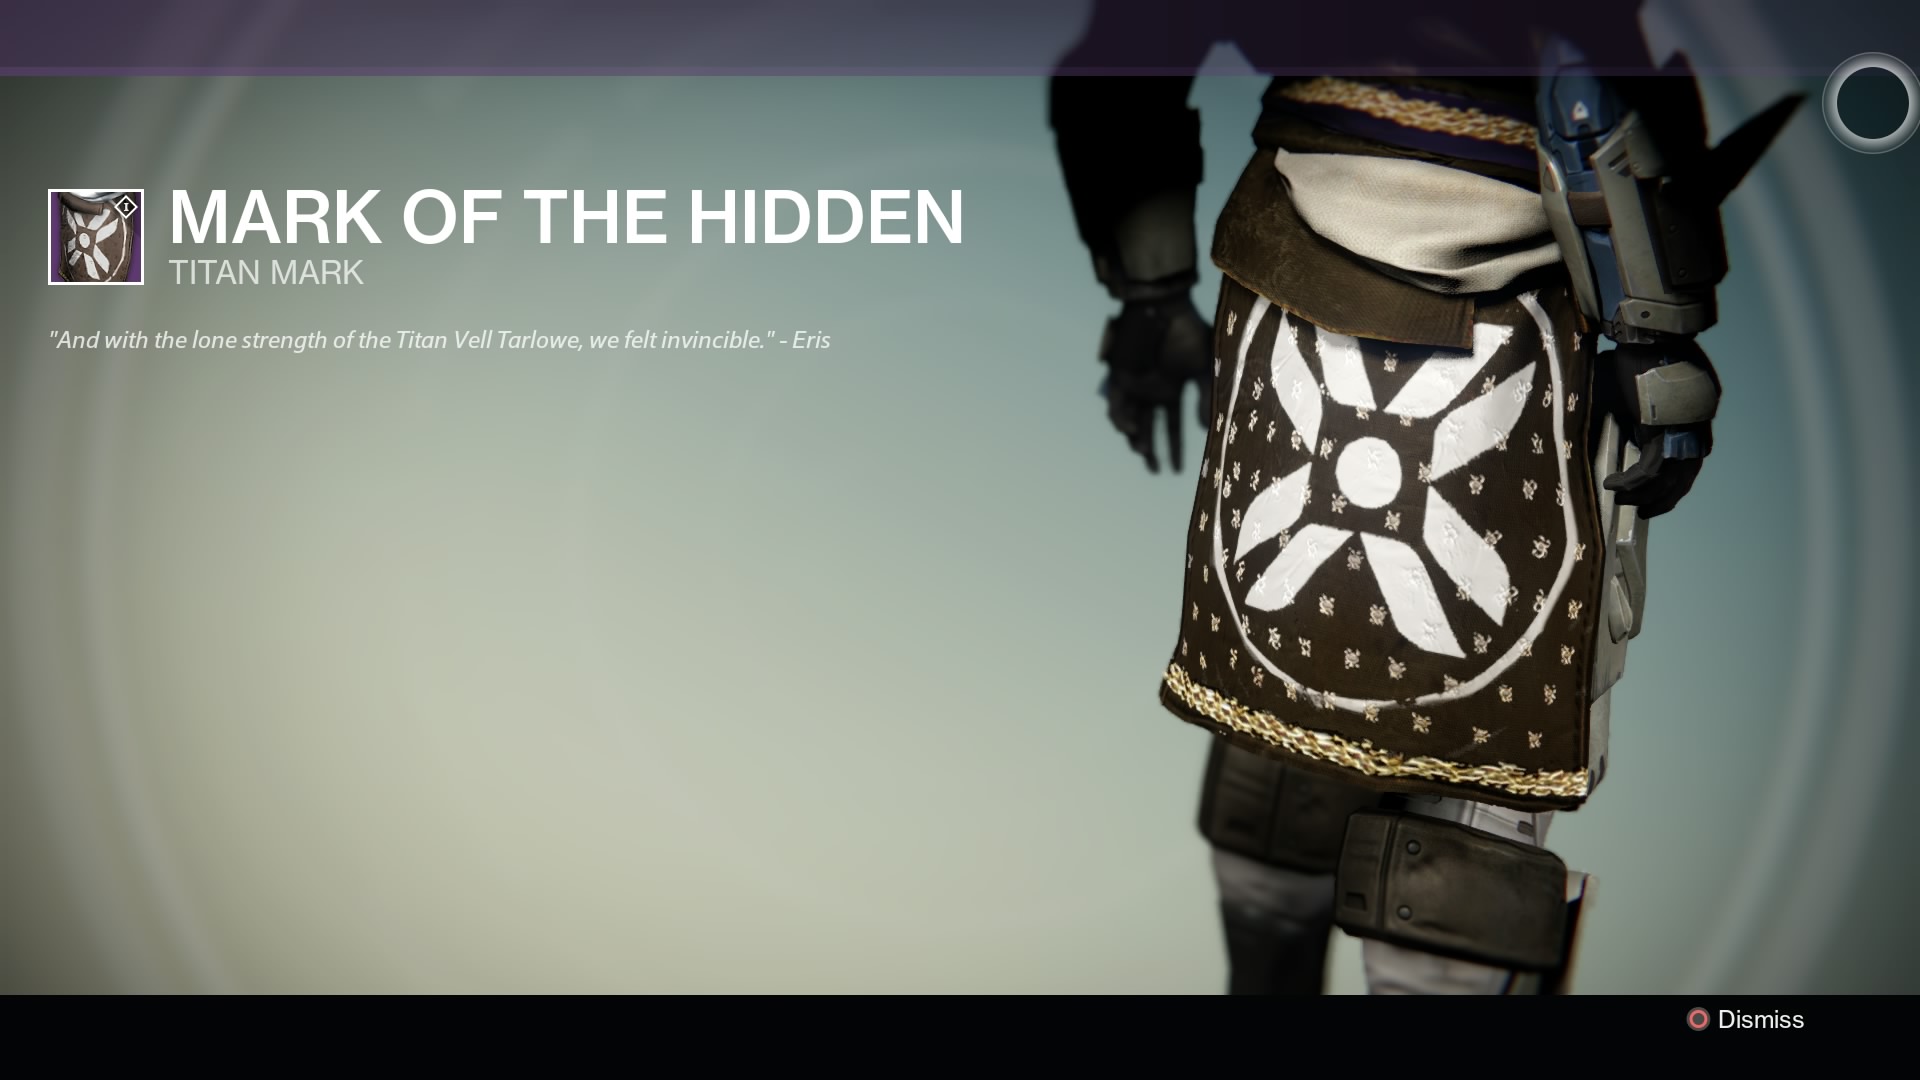 MARK OF THE HIDDEN
TITAN MARK
"And with the lone strength of the Titan Vell Tarlowe, we felt invincible." - Eris
Dismiss